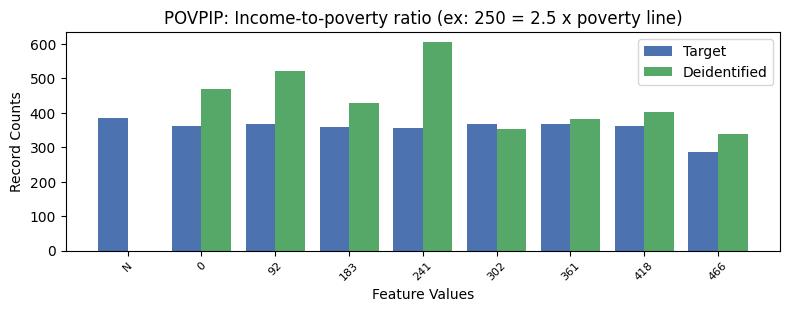 POVPIP: Income-to-poverty ratio (ex: 250 = 2.5 x poverty line)
Target
Deidentified
Record Counts
600
500
400
300
200
100
0
N 0 92 183 241 302 361 418 466
Feature Values